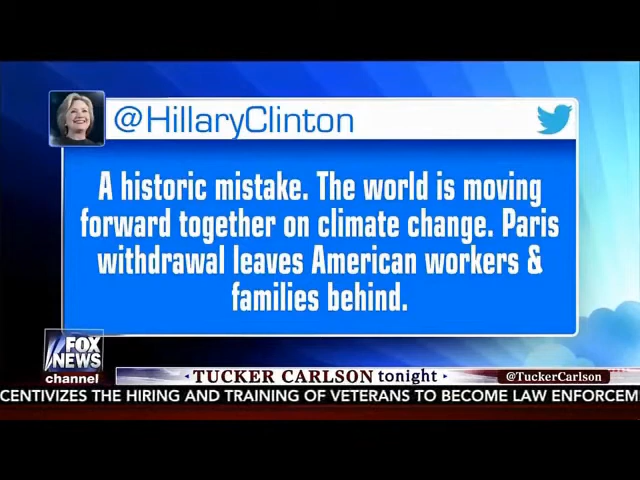 @HillaryClinton
A historic mistake. The world is moving
forward together on climate change. Paris
withdrawal leaves American workers &
families behind.
FOX
NEWS
channel
TUCKER CARLSON tonight
@TuckerCarlson
CENTIVIZES THE HIRING AND TRAINING OF VETERANS TO BECOME LAW ENFORCEM